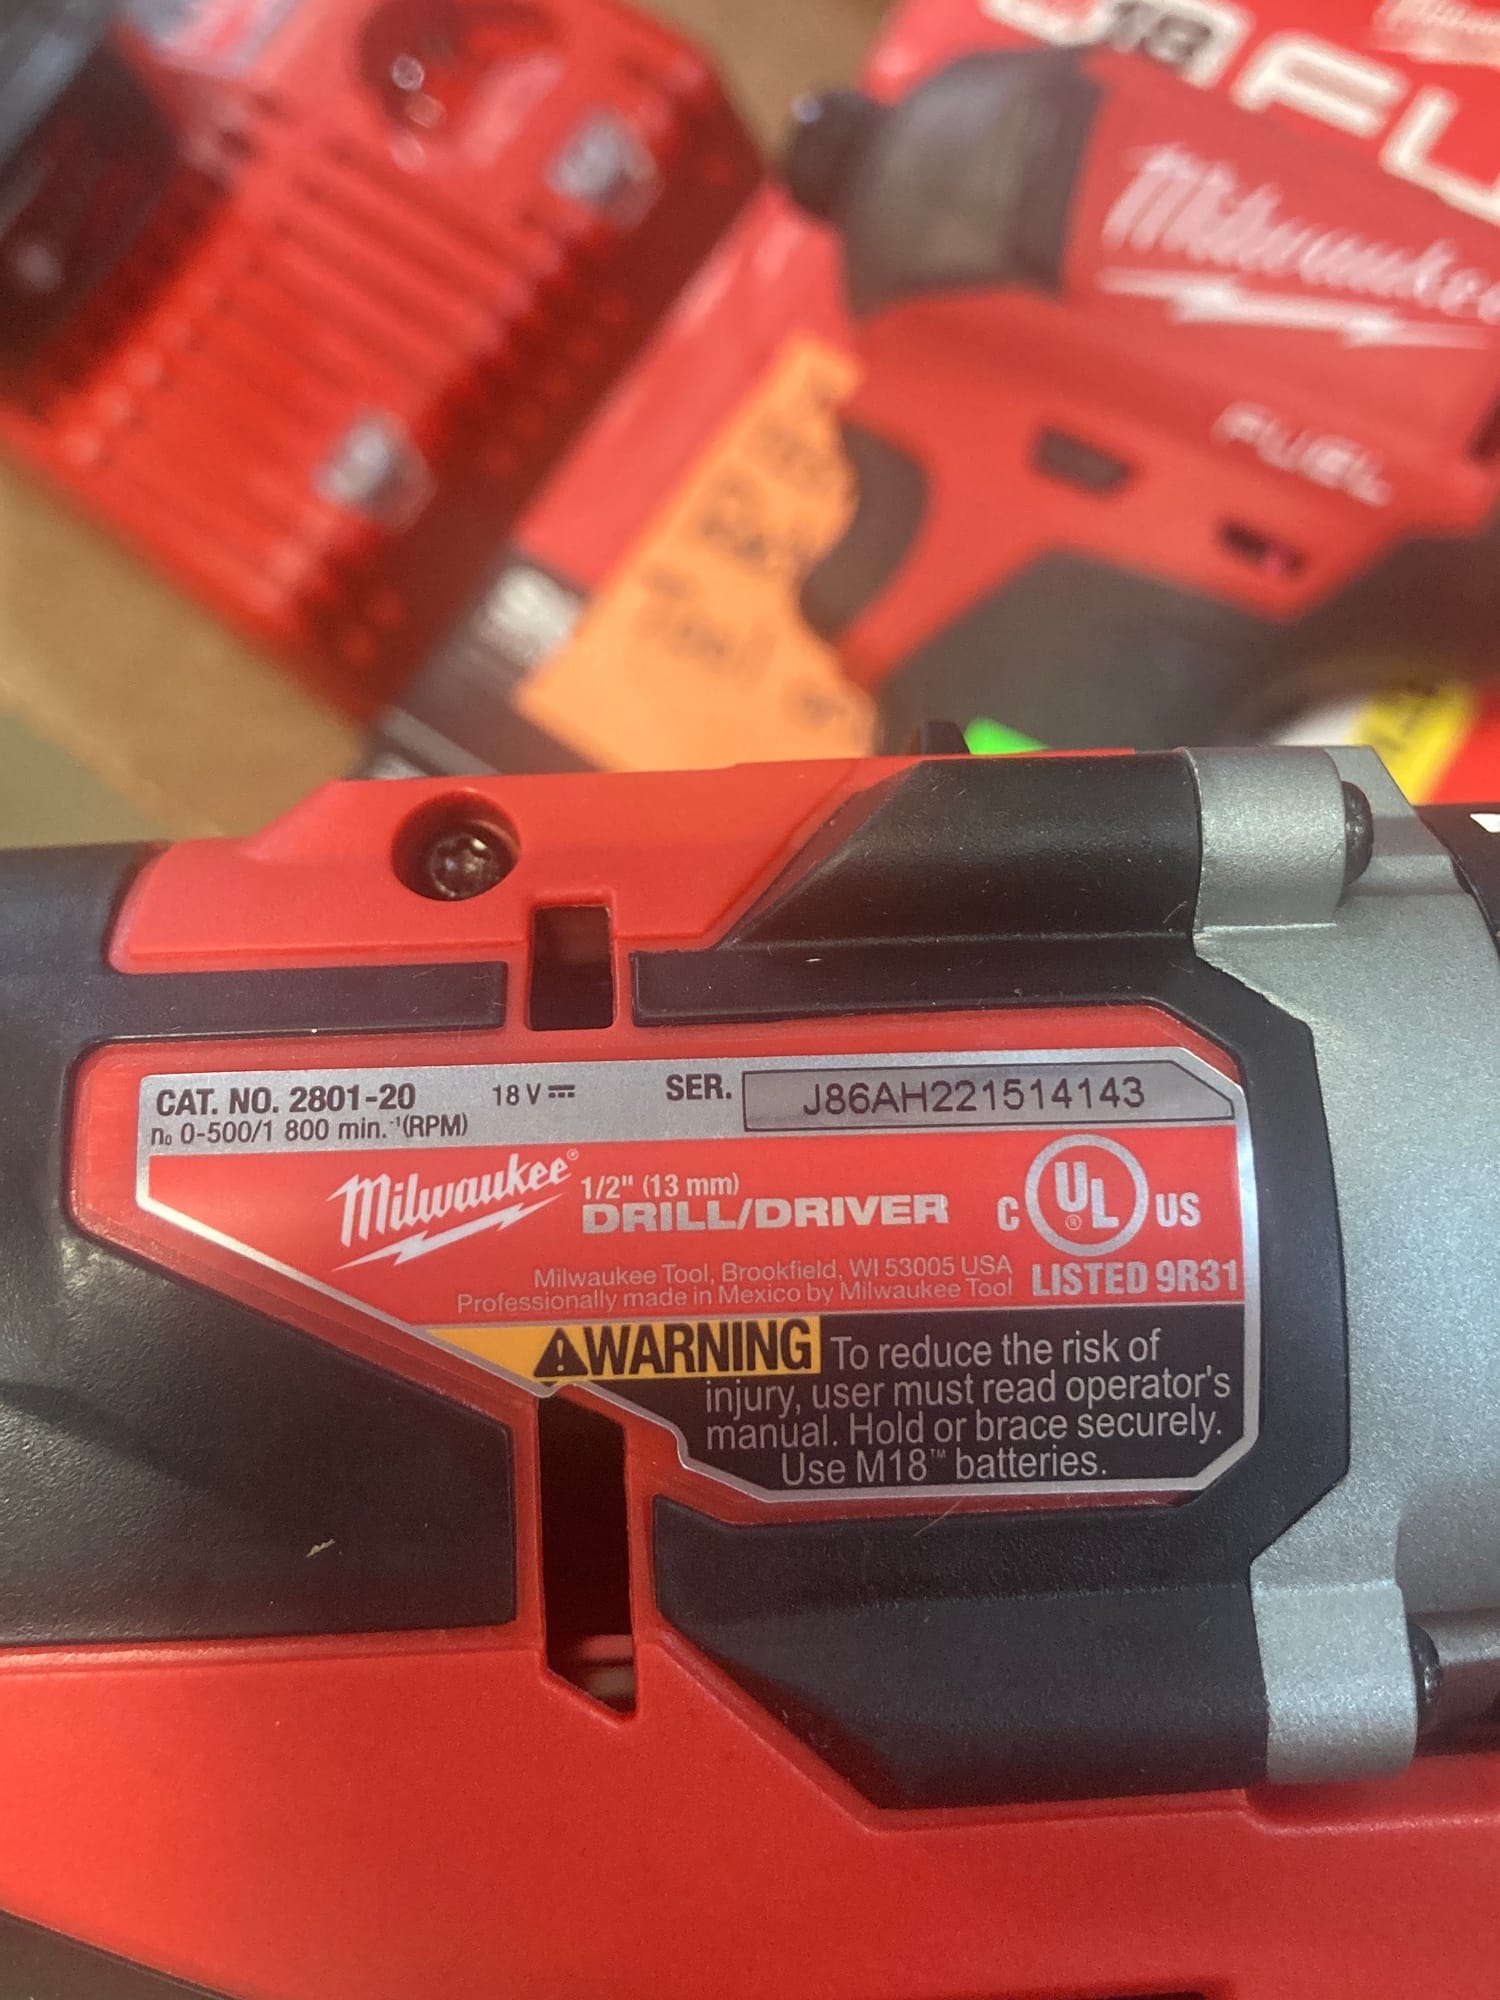 M18 FU
Milwaukee
FUEL
CAT. NO. 2801-20 18 V⎓ SER. J86AH221514143
n₀ 0-500/1 800 min.⁻¹(RPM)
Milwaukee® 1/2" (13 mm)
DRILL/DRIVER C UL® US
Milwaukee Tool, Brookfield, WI 53005 USA LISTED 9R31
Professionally made in Mexico by Milwaukee Tool
⚠WARNING To reduce the risk of
injury, user must read operator's
manual. Hold or brace securely.
Use M18™ batteries.